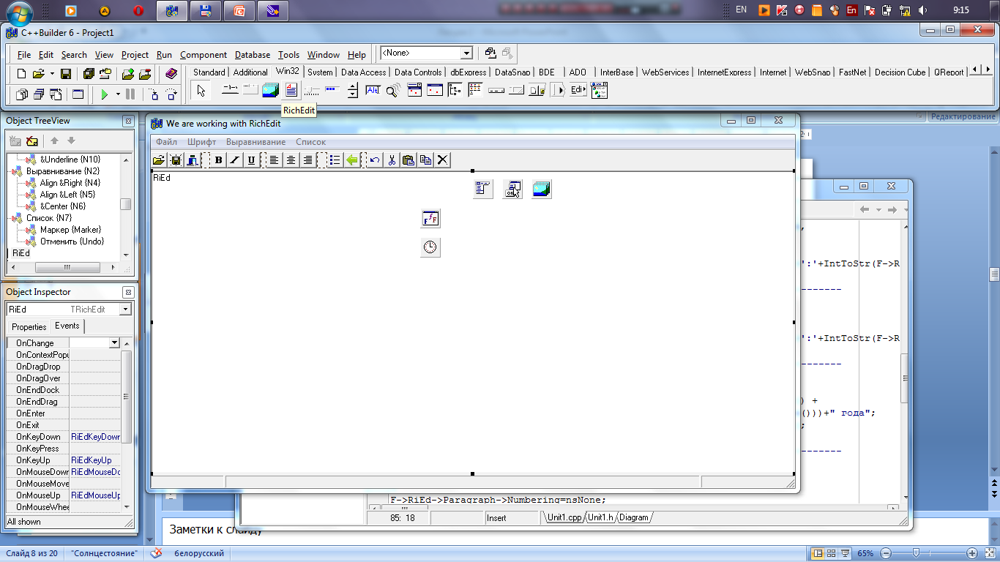 EN
En
9:15
C++Builder 6 - Project1
File Edit Search View Project Run Component Database Tools Window Help
<None>
Standard Additional Win32 System Data Access Data Controls dbExpress DataSnap BDE ADO InterBase WebServices InternetExpress Internet WebSnap FastNet Decision Cube QReport
RichEdit
Object TreeView
We are working with RichEdit
Редактирование
Файл Шрифт Выравнивание Список
B I U
&Underline {N10}
Выравнивание {N2}
Align &Right {N4}
Align &Left {N5}
&Center {N6}
Список {N7}
Маркер {Marker}
Отменить {Undo}
RiEd
RiEd
Object Inspector
RiEd TRichEdit
Properties Events
OnChange
OnContextPopu
OnDragDrop
OnDragOver
OnEndDock
OnEndDrag
OnEnter
OnExit
OnKeyDown RiEdKeyDowr
OnKeyPress
OnKeyUp RiEdKeyUp
OnMouseDown RiEdMouseDo
OnMouseMove
OnMouseUp RiEdMouseUp
OnMouseWhee
All shown
':'+IntToStr(F->R
-------
':'+IntToStr(F->R
-------
) +
()))+" года";
;
-------
F->RiEd->Paragraph->Numbering=nsNone;
85: 18 Insert Unit1.cpp Unit1.h Diagram
Заметки к слайду
Слайд 8 из 20 "Солнцестояние" белорусский 65%